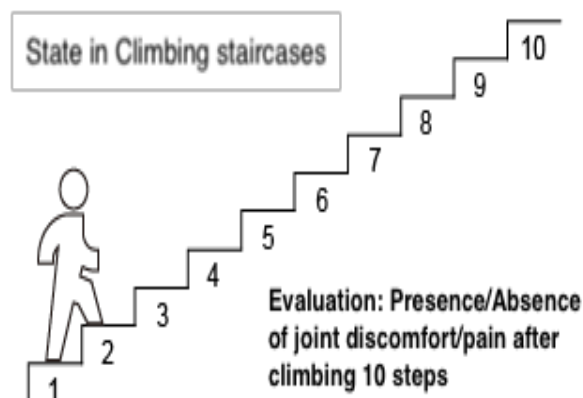 State in Climbing staircases
10
9
8
7
6
5
4
3
2
1
Evaluation: Presence/Absence
of joint discomfort/pain after
climbing 10 steps